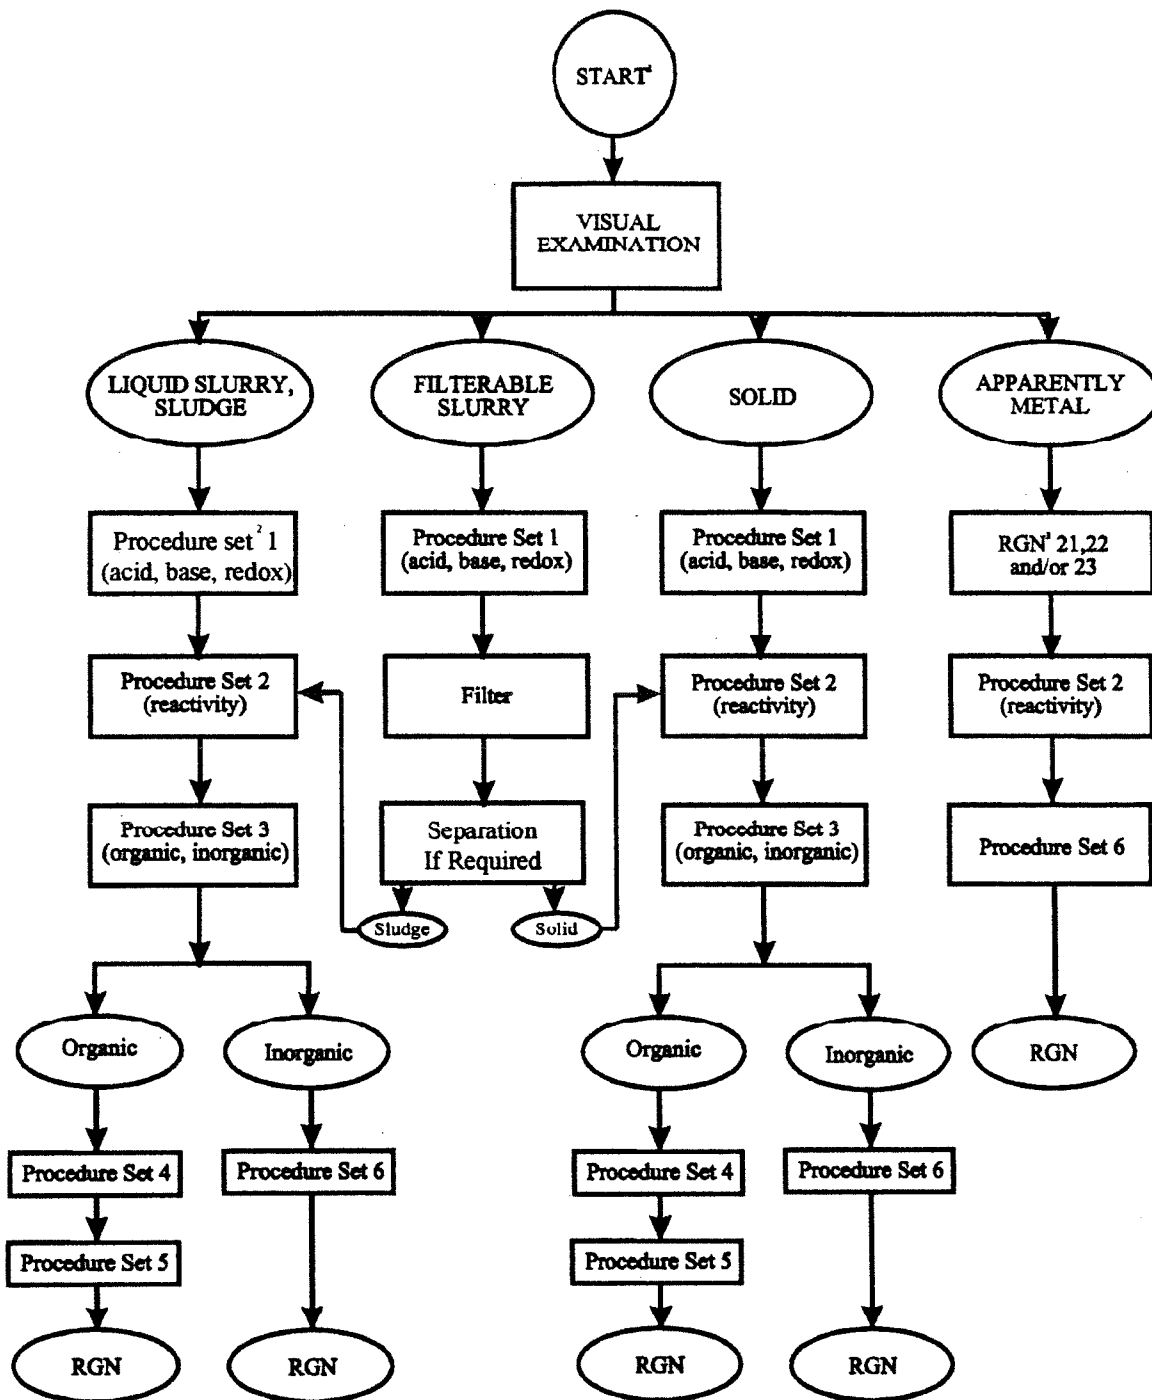 START¹
VISUAL
EXAMINATION
LIQUID SLURRY,
SLUDGE
FILTERABLE
SLURRY
SOLID
APPARENTLY
METAL
Procedure set² 1
(acid, base, redox)
Procedure Set 1
(acid, base, redox)
Procedure Set 1
(acid, base, redox)
RGN³ 21,22
and/or 23
Procedure Set 2
(reactivity)
Filter
Procedure Set 2
(reactivity)
Procedure Set 2
(reactivity)
Procedure Set 3
(organic, inorganic)
Separation
If Required
Procedure Set 3
(organic, inorganic)
Procedure Set 6
Sludge
Solid
Organic
Inorganic
Organic
Inorganic
RGN
Procedure Set 4
Procedure Set 6
Procedure Set 4
Procedure Set 6
Procedure Set 5
Procedure Set 5
RGN
RGN
RGN
RGN